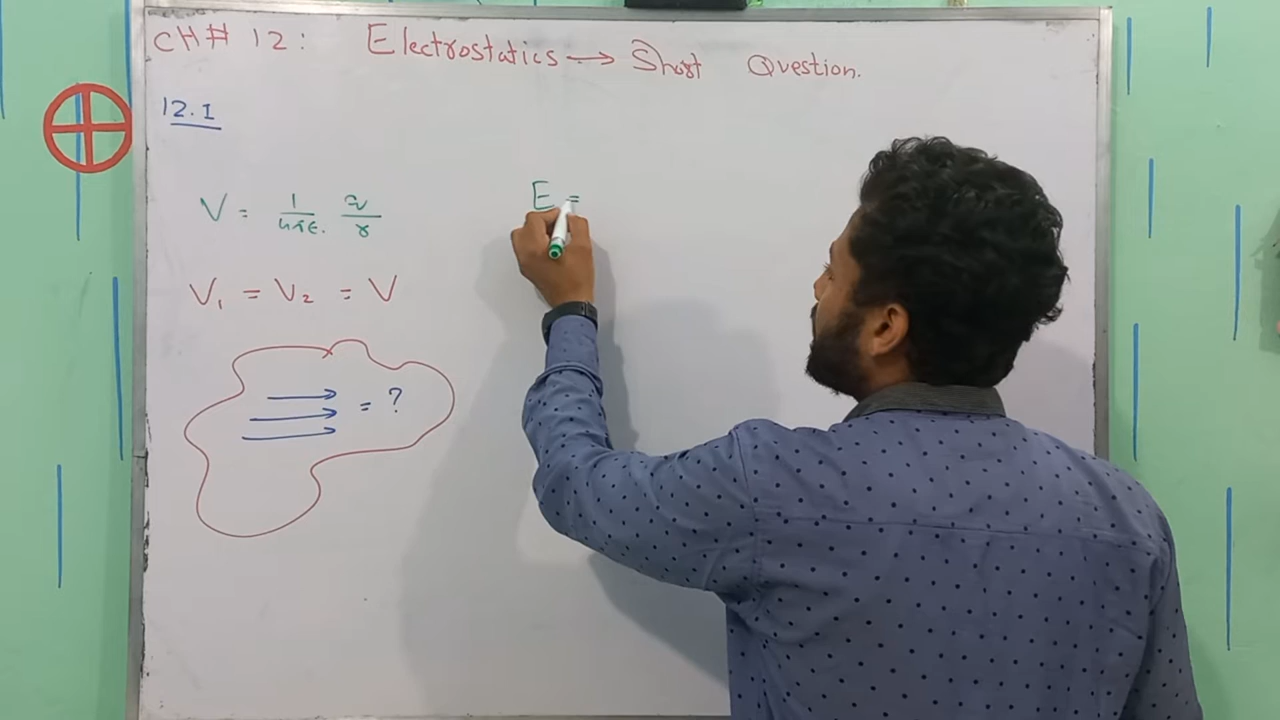 CH# 12: Electrostatics → Short Question.
12.1
V = 1/4πε. q/r
E =
V₁ = V₂ = V
= ?